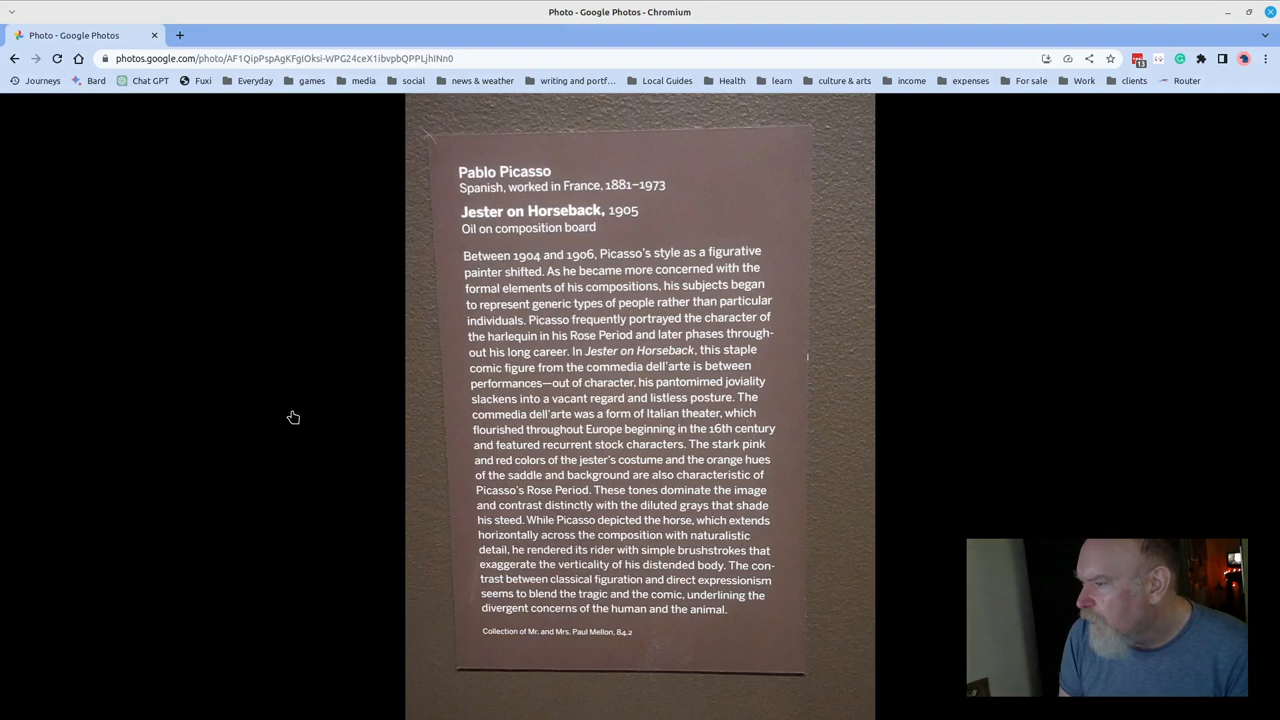 Photo - Google Photos - Chromium
Photo - Google Photos
photos.google.com/photo/AF1QipPspAgKFgIOksi-WPG24ceX1ibvpbQPPLjhIN
Journeys Bard Chat GPT Fuxi Everyday games media social news & weather writing and portf... Local Guides Health learn culture & arts income expenses For sale Work clients Router
13
Pablo Picasso
Spanish, worked in France, 1881–1973
Jester on Horseback, 1905
Oil on composition board
Between 1904 and 1906, Picasso's style as a figurative
painter shifted. As he became more concerned with the
formal elements of his compositions, his subjects began
to represent generic types of people rather than particular
individuals. Picasso frequently portrayed the character of
the harlequin in his Rose Period and later phases through-
out his long career. In Jester on Horseback, this staple
comic figure from the commedia dell'arte is between
performances—out of character, his pantomimed joviality
slackens into a vacant regard and listless posture. The
commedia dell'arte was a form of Italian theater, which
flourished throughout Europe beginning in the 16th century
and featured recurrent stock characters. The stark pink
and red colors of the jester's costume and the orange hues
of the saddle and background are also characteristic of
Picasso's Rose Period. These tones dominate the image
and contrast distinctly with the diluted grays that shade
his steed. While Picasso depicted the horse, which extends
horizontally across the composition with naturalistic
detail, he rendered its rider with simple brushstrokes that
exaggerate the verticality of his distended body. The con-
trast between classical figuration and direct expressionism
seems to blend the tragic and the comic, underlining the
divergent concerns of the human and the animal.
Collection of Mr. and Mrs. Paul Mellon, 84.2